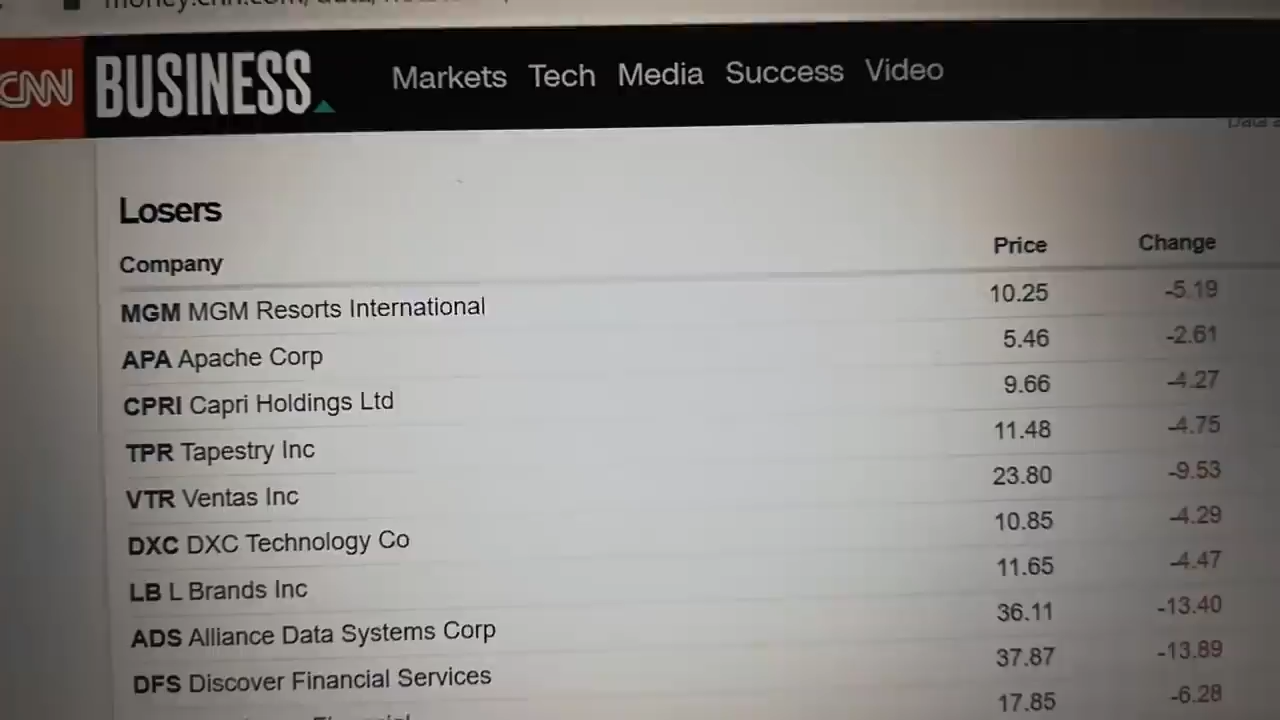 CNN BUSINESS Markets Tech Media Success Video
Losers
Company Price Change
MGM MGM Resorts International 10.25 -5.19
APA Apache Corp 5.46 -2.61
CPRI Capri Holdings Ltd 9.66 -4.27
TPR Tapestry Inc 11.48 -4.75
VTR Ventas Inc 23.80 -9.53
DXC DXC Technology Co 10.85 -4.29
LB L Brands Inc 11.65 -4.47
ADS Alliance Data Systems Corp 36.11 -13.40
DFS Discover Financial Services 37.87 -13.89
17.85 -6.28